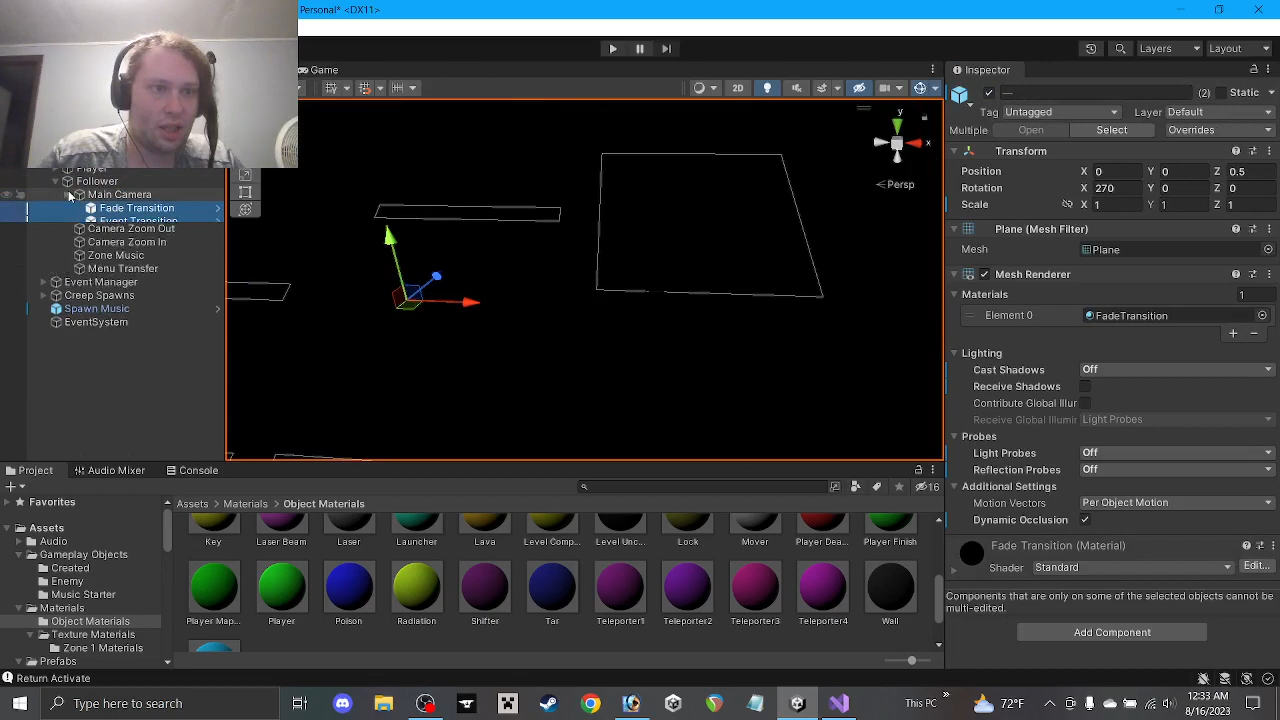 Personal* <DX11>
Layers
Layout
Game
2D
y
x
Persp
Player
Follower
Main Camera
Fade Transition
Event Transition
Camera Zoom Out
Camera Zoom In
Zone Music
Menu Transfer
Event Manager
Creep Spawns
Spawn Music
EventSystem
Inspector
—
(2)
Static
Tag
Untagged
Layer
Default
Multiple
Open
Select
Overrides
Transform
Position X 0 Y 0 Z 0.5
Rotation X 270 Y 0 Z 0
Scale X 1 Y 1 Z 1
Plane (Mesh Filter)
Mesh
Plane
Mesh Renderer
Materials
1
Element 0
FadeTransition
Lighting
Cast Shadows
Off
Receive Shadows
Contribute Global Illur
Receive Global Illumir
Light Probes
Probes
Light Probes
Off
Reflection Probes
Off
Additional Settings
Motion Vectors
Per Object Motion
Dynamic Occlusion
Fade Transition (Material)
Shader
Standard
Edit...
Components that are only on some of the selected objects cannot be
multi-edited.
Add Component
Project
Audio Mixer
Console
16
Favorites
Assets
Audio
Gameplay Objects
Created
Enemy
Music Starter
Materials
Object Materials
Texture Materials
Zone 1 Materials
Prefabs
Assets > Materials > Object Materials
Key
Laser Beam
Laser
Launcher
Lava
Level Comp...
Level Unc...
Lock
Mover
Player Dea...
Player Finish
Player Map...
Player
Poison
Radiation
Shifter
Tar
Teleporter1
Teleporter2
Teleporter3
Teleporter4
Wall
Return Activate
Type here to search
This PC
72°F
12:33 AM
8/16/2023